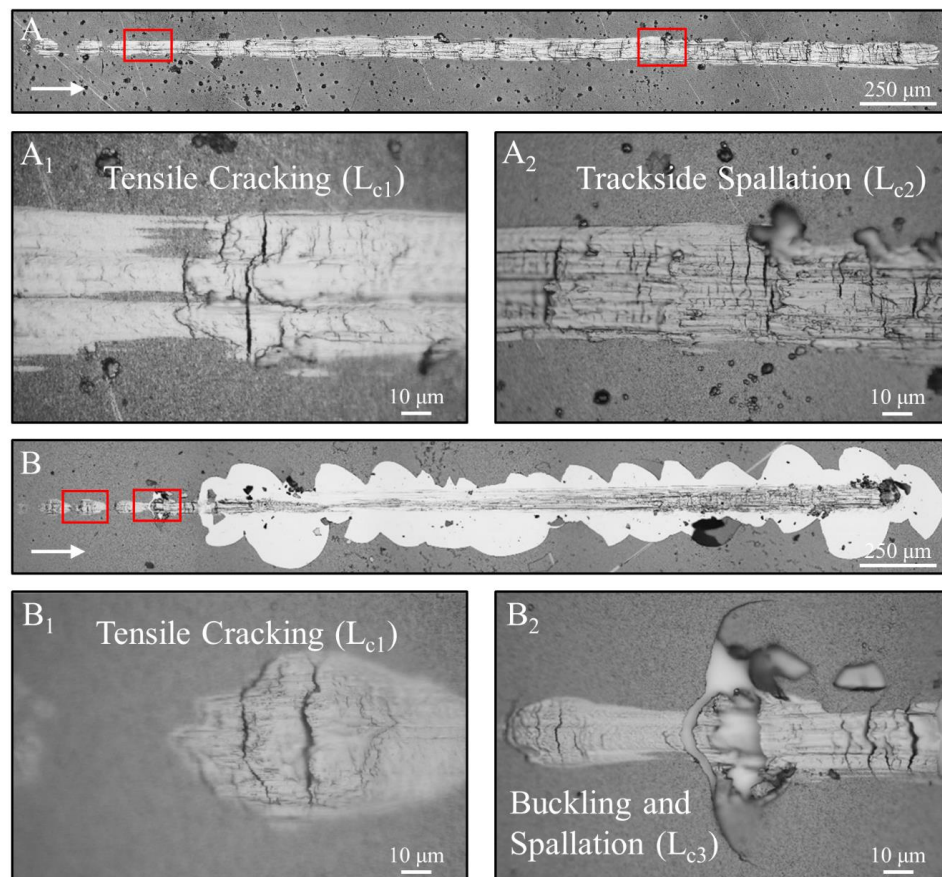 A
250 μm
A₁
Tensile Cracking (Lc1)
10 μm
A₂
Trackside Spallation (Lc2)
10 μm
B
250 μm
B₁
Tensile Cracking (Lc1)
10 μm
B₂
Buckling and
Spallation (Lc3)
10 μm